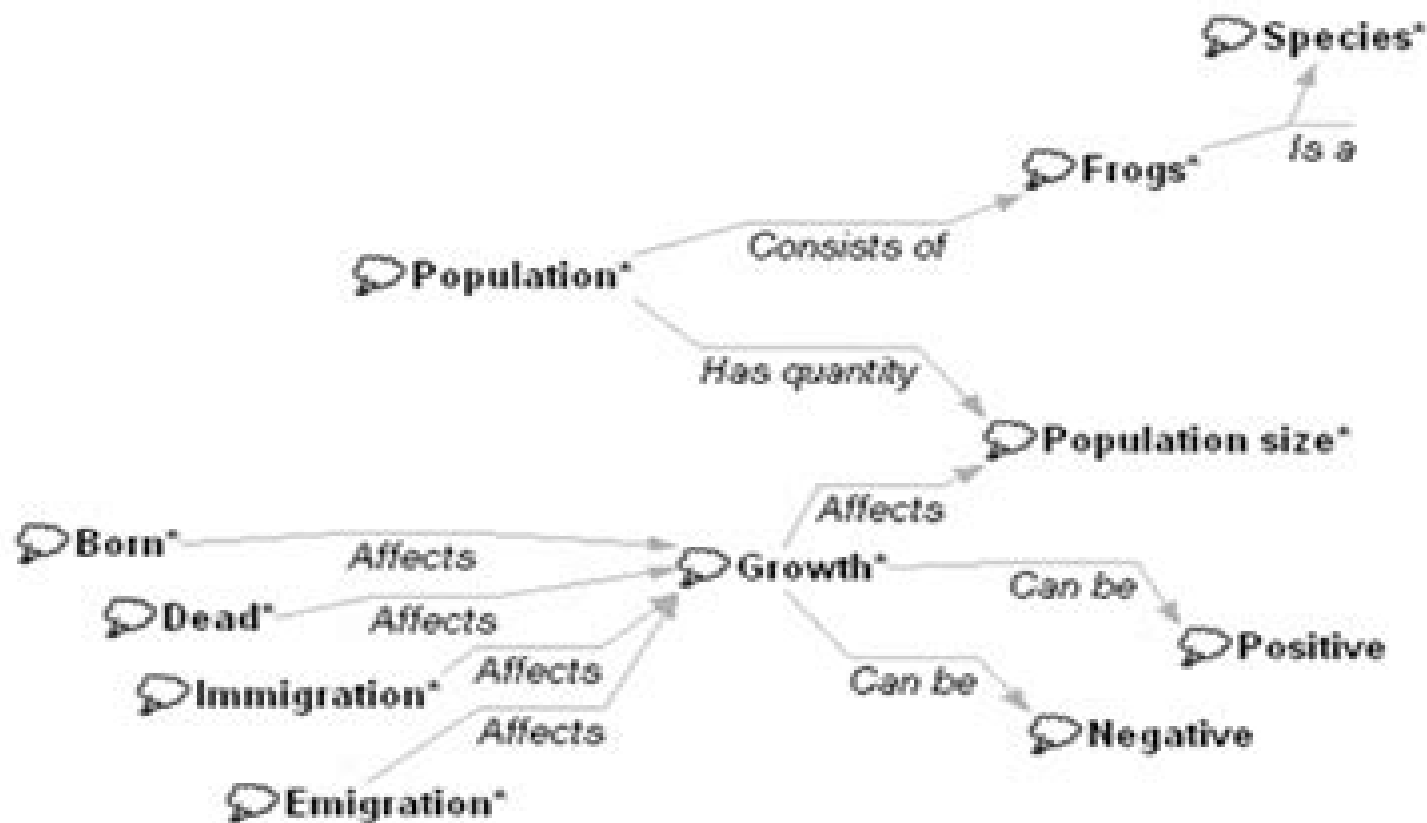 Species*
Is a
Frogs*
Consists of
Population*
Has quantity
Population size*
Affects
Born*
Affects
Growth*
Can be
Dead*
Affects
Positive
Immigration*
Affects
Can be
Affects
Negative
Emigration*